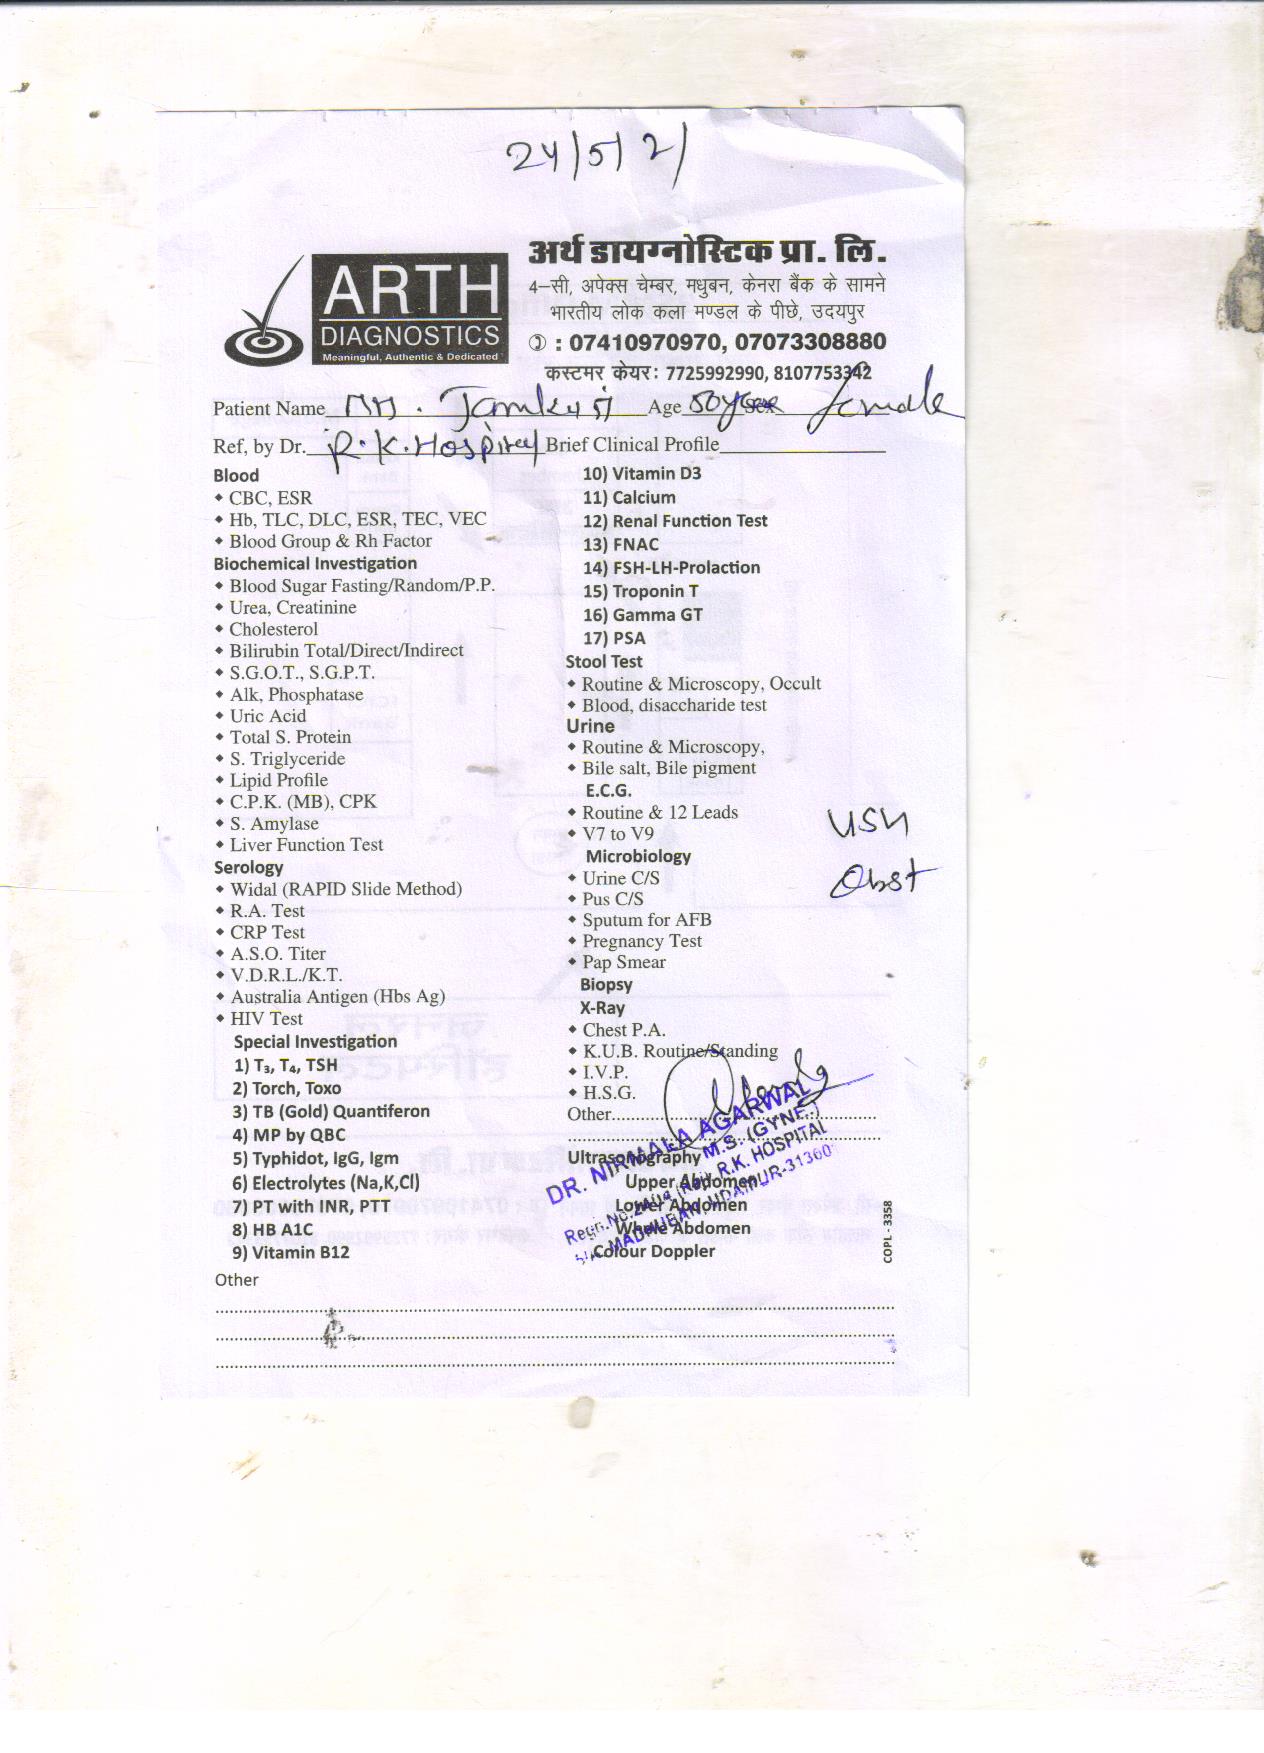 24/5/21
ARTH
DIAGNOSTICS
Meaningful, Authentic & Dedicated
अर्थ डायग्नोस्टिक प्रा. लि.
4–सी, अपेक्स चेम्बर, मधुबन, केनरा बैंक के सामने
भारतीय लोक कला मण्डल के पीछे, उदयपुर
: 07410970970, 07073308880
कस्टमर केयर: 7725992990, 8107753342
Patient Name Age 50 year Sex female
Ref, by Dr. R.K. Hospital Brief Clinical Profile
Blood
CBC, ESR
Hb, TLC, DLC, ESR, TEC, VEC
Blood Group & Rh Factor
Biochemical Investigation
Blood Sugar Fasting/Random/P.P.
Urea, Creatinine
Cholesterol
Bilirubin Total/Direct/Indirect
S.G.O.T., S.G.P.T.
Alk, Phosphatase
Uric Acid
Total S. Protein
S. Triglyceride
Lipid Profile
C.P.K. (MB), CPK
S. Amylase
Liver Function Test
Serology
Widal (RAPID Slide Method)
R.A. Test
CRP Test
A.S.O. Titer
V.D.R.L./K.T.
Australia Antigen (Hbs Ag)
HIV Test
Special Investigation
1) T₃, T₄, TSH
2) Torch, Toxo
3) TB (Gold) Quantiferon
4) MP by QBC
5) Typhidot, IgG, Igm
6) Electrolytes (Na,K,Cl)
7) PT with INR, PTT
8) HB A1C
9) Vitamin B12
Other
10) Vitamin D3
11) Calcium
12) Renal Function Test
13) FNAC
14) FSH-LH-Prolaction
15) Troponin T
16) Gamma GT
17) PSA
Stool Test
Routine & Microscopy, Occult
Blood, disaccharide test
Urine
Routine & Microscopy,
Bile salt, Bile pigment
E.C.G.
Routine & 12 Leads
V7 to V9
Microbiology
Urine C/S
Pus C/S
Sputum for AFB
Pregnancy Test
Pap Smear
Biopsy
X-Ray
Chest P.A.
K.U.B. Routine/Standing
I.V.P.
H.S.G.
Other
Ultrasonography
Upper Abdomen
Lower Abdomen
Whole Abdomen
Colour Doppler
USG
Obst
DR. NIRMALA AGARWAL
M.S. (GYNE.)
Regn.No. R.K. HOSPITAL
MADHUBAN, UDAIPUR-31360
COPL - 3358